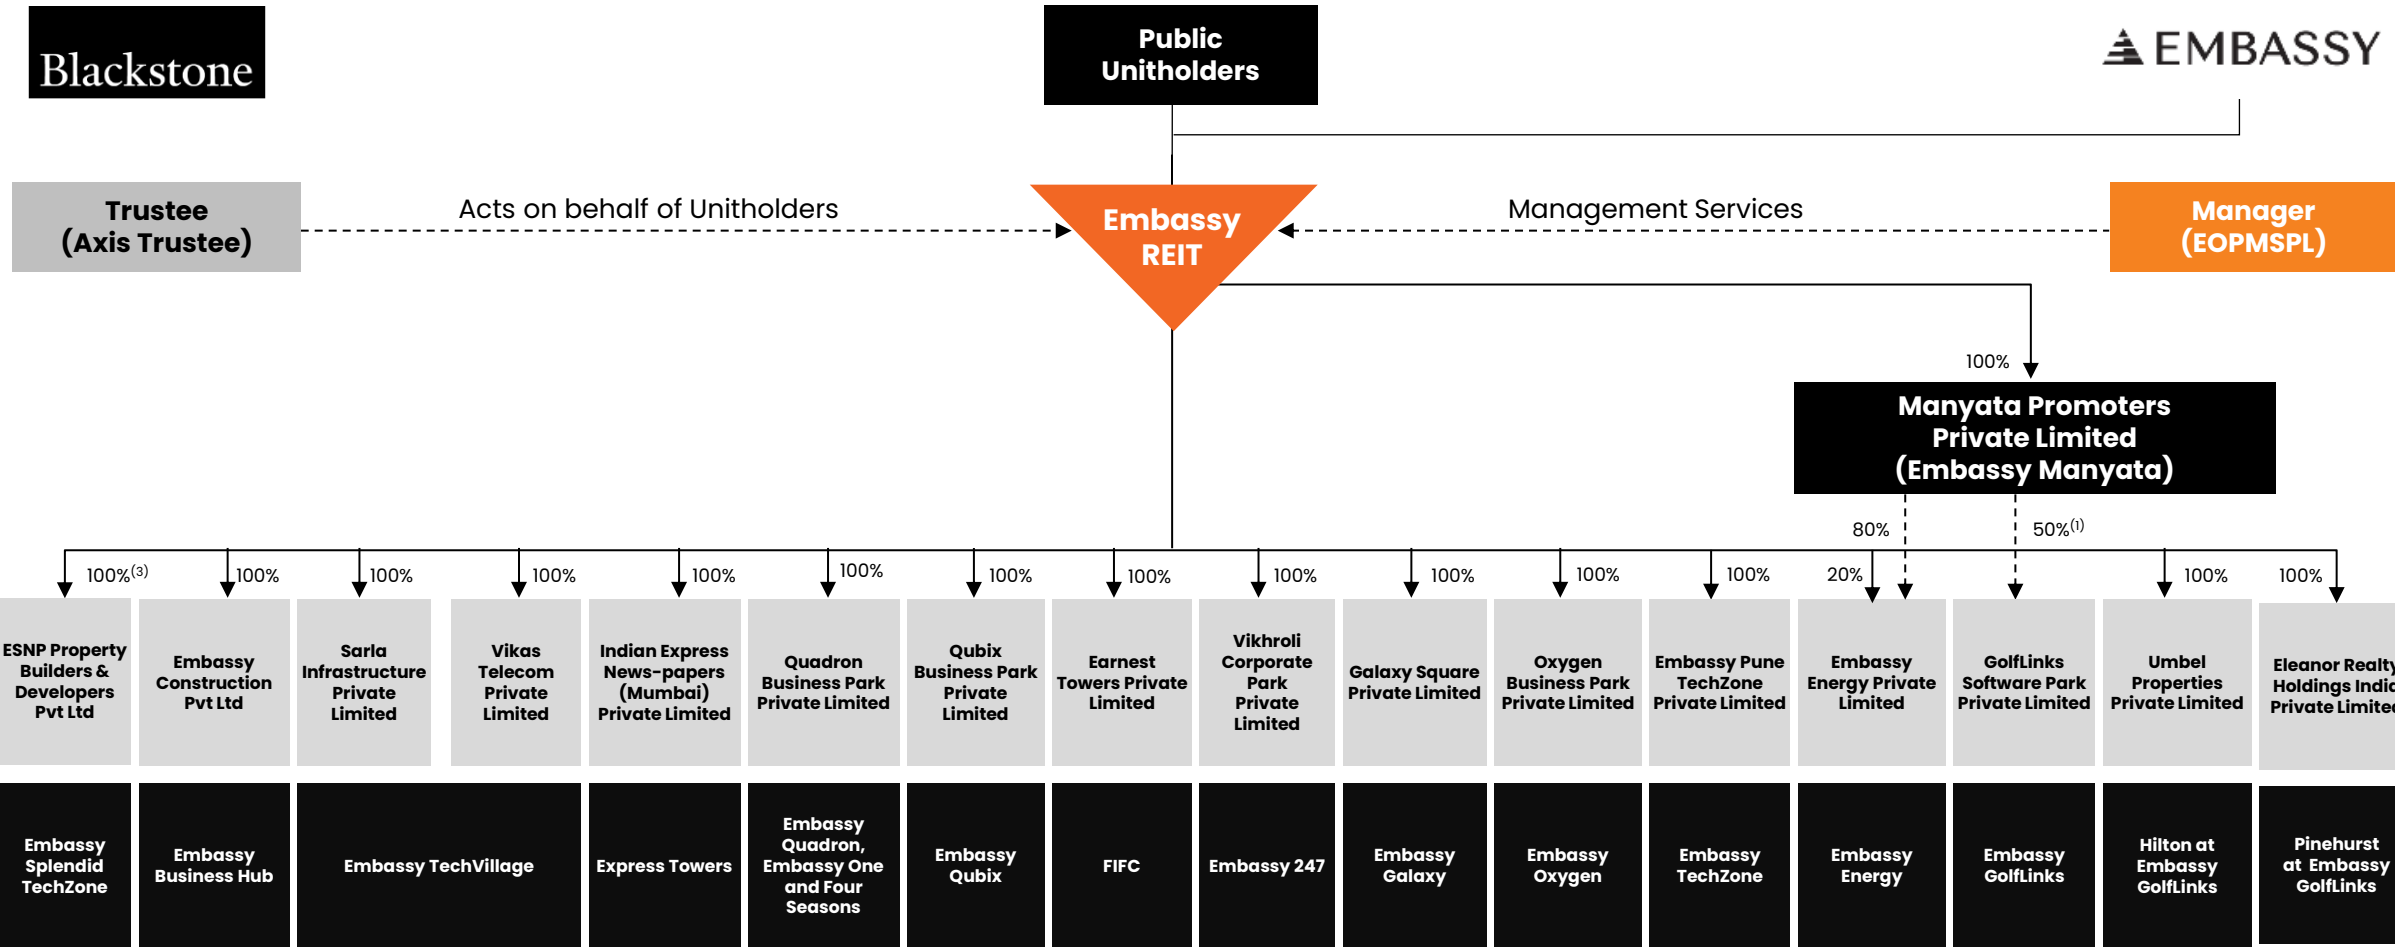 Blackstone
Public
Unitholders
EMBASSY
Trustee
(Axis Trustee)
Acts on behalf of Unitholders
Embassy
REIT
Management Services
Manager
(EOPMSPL)
100%
Manyata Promoters
Private Limited
(Embassy Manyata)
80%
50%(1)
100%(3)
100%
100%
100%
100%
100%
100%
100%
100%
100%
100%
100%
20%
100%
100%
ESNP Property
Builders &
Developers
Pvt Ltd
Embassy
Construction
Pvt Ltd
Sarla
Infrastructure
Private
Limited
Vikas
Telecom
Private
Limited
Indian Express
News-papers
(Mumbai)
Private Limited
Quadron
Business Park
Private Limited
Qubix
Business Park
Private
Limited
Earnest
Towers Private
Limited
Vikhroli
Corporate
Park
Private
Limited
Galaxy Square
Private Limited
Oxygen
Business Park
Private Limited
Embassy Pune
TechZone
Private Limited
Embassy
Energy Private
Limited
GolfLinks
Software Park
Private Limited
Umbel
Properties
Private Limited
Eleanor Realty
Holdings India
Private Limited
Embassy
Splendid
TechZone
Embassy
Business Hub
Embassy TechVillage
Express Towers
Embassy
Quadron,
Embassy One
and Four
Seasons
Embassy
Qubix
FIFC
Embassy 247
Embassy
Galaxy
Embassy
Oxygen
Embassy
TechZone
Embassy
Energy
Embassy
GolfLinks
Hilton at
Embassy
GolfLinks
Pinehurst
at Embassy
GolfLinks